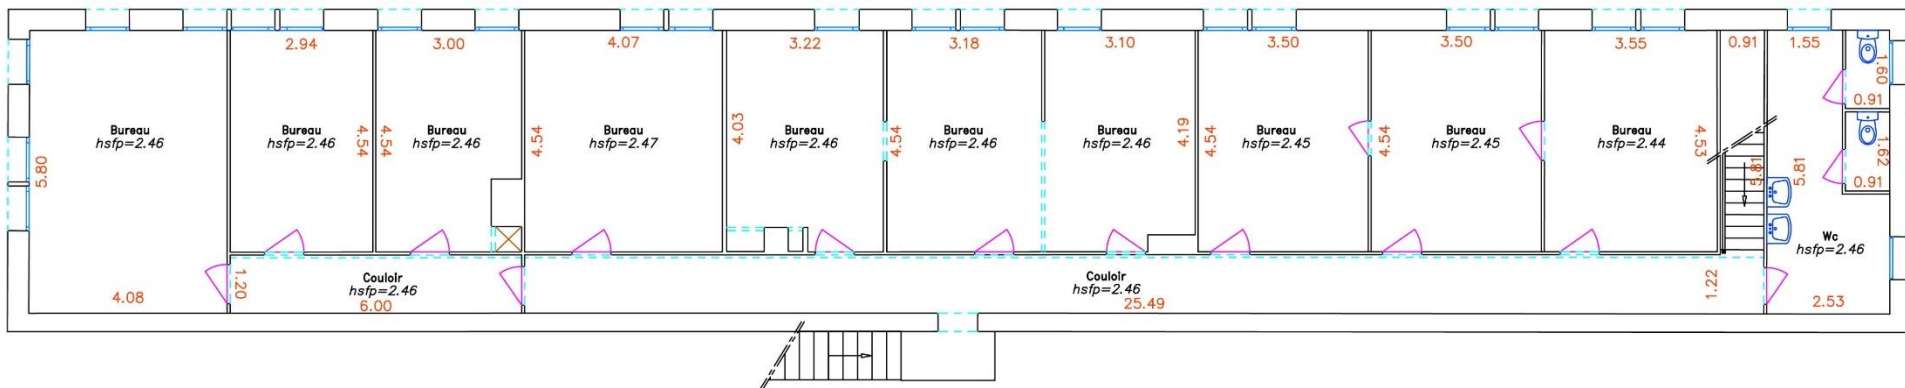 2.94
3.00
4.07
3.22
3.18
3.10
3.50
3.50
3.55
0.91
1.55
1.90
0.91
Bureau
hsfp=2.46
Bureau
hsfp=2.46
4.54
4.54
Bureau
hsfp=2.46
4.54
Bureau
hsfp=2.47
4.03
Bureau
hsfp=2.46
4.54
Bureau
hsfp=2.46
Bureau
hsfp=2.46
4.19
4.54
Bureau
hsfp=2.45
4.54
Bureau
hsfp=2.45
Bureau
hsfp=2.44
4.53
5.80
5.81
5.81
1.62
0.91
Wc
hsfp=2.46
4.08
1.20
Couloir
hsfp=2.46
6.00
Couloir
hsfp=2.46
25.49
1.22
2.53